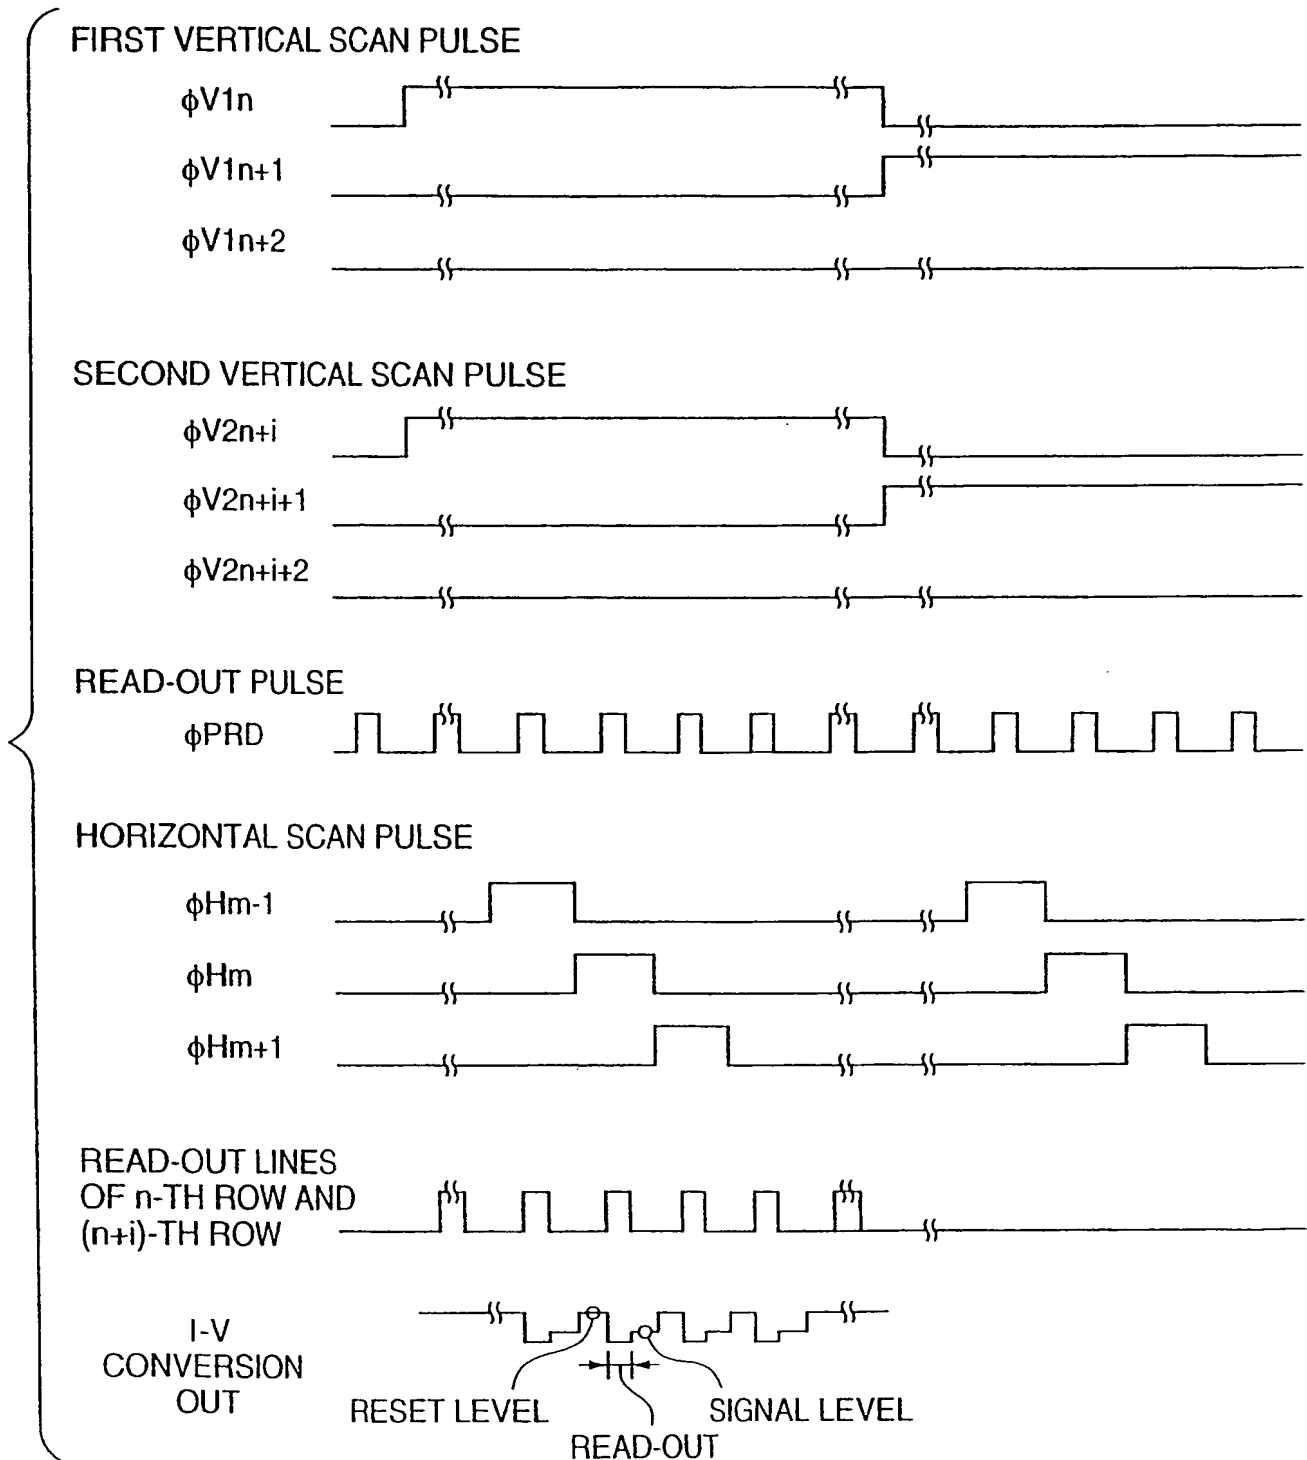 FIRST VERTICAL SCAN PULSE
ϕV1n
ϕV1n+1
ϕV1n+2
SECOND VERTICAL SCAN PULSE
ϕV2n+i
ϕV2n+i+1
ϕV2n+i+2
READ-OUT PULSE
ϕPRD
HORIZONTAL SCAN PULSE
ϕHm-1
ϕHm
ϕHm+1
READ-OUT LINES
OF n-TH ROW AND
(n+i)-TH ROW
I-V
CONVERSION
OUT
RESET LEVEL
SIGNAL LEVEL
READ-OUT